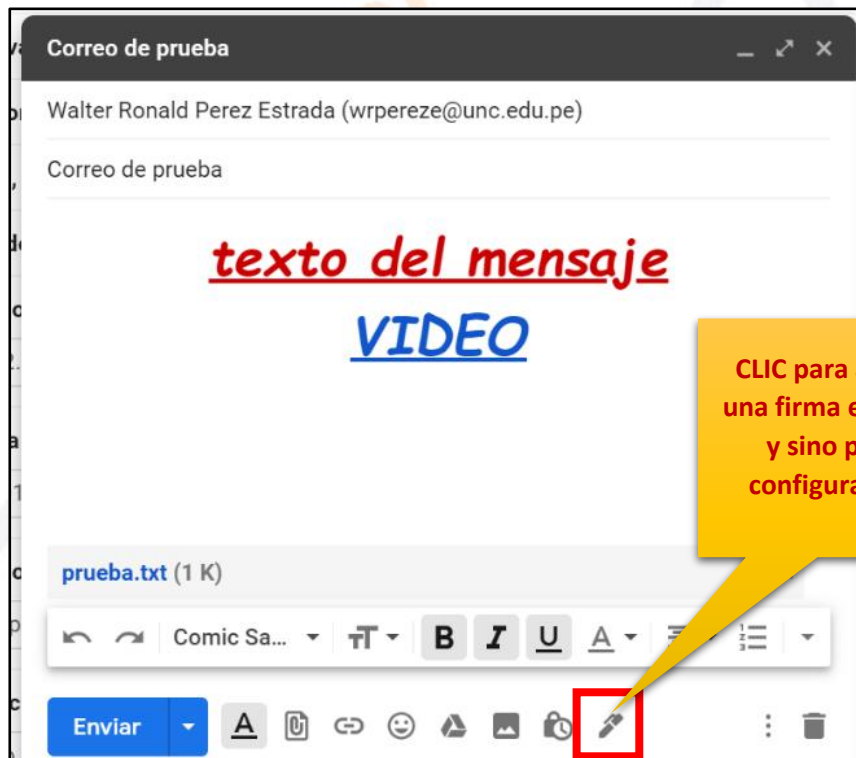 Correo de prueba
Walter Ronald Perez Estrada (wrpereze@unc.edu.pe)
Correo de prueba
texto del mensaje
VIDEO
CLIC para
una firma
y sino
prueba.txt (1 K)
Comic Sa...
B I U A
Enviar A